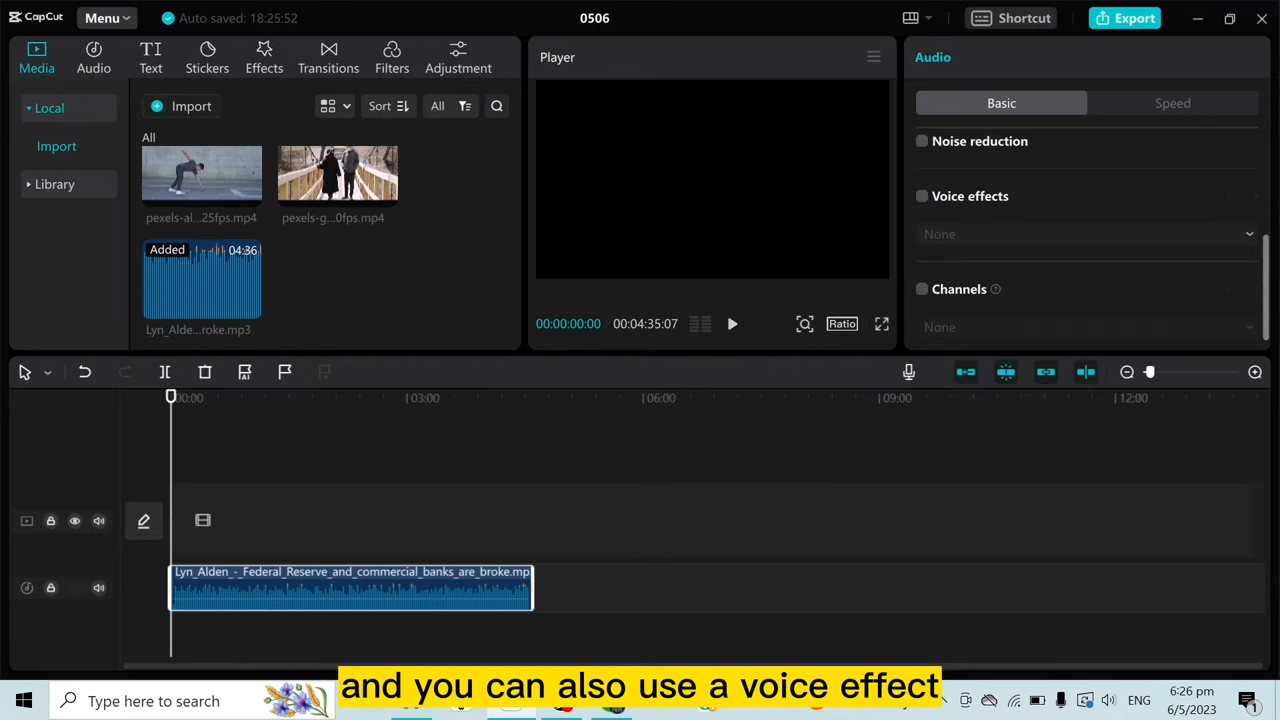 CapCut
Menu
Auto saved: 18:25:52
0506
Shortcut
Export
Media
Audio
TI
Text
Stickers
Effects
Transitions
Filters
Adjustment
Local
Import
Library
Import
Sort
All
All
pexels-al...25fps.mp4
pexels-g...0fps.mp4
Added
04:36
Lyn_Alde...roke.mp3
Player
00:00:00:00
00:04:35:07
Ratio
Audio
Basic
Speed
Noise reduction
Voice effects
None
Channels
None
00:00
03:00
06:00
09:00
12:00
Lyn_Alden_-_Federal_Reserve_and_commercial_banks_are_broke.mp
and you can also use a voice effect
Type here to search
ENG
6:26 pm
6/5/2023
1